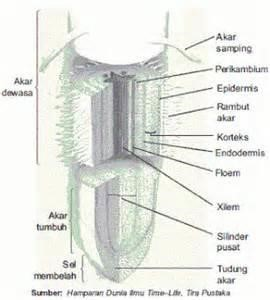 Akar
samping
Perikambium
Akar
dewasa
Epidermis
Rambut
akar
Korteks
Endodermis
Floem
Xilem
Akar
tumbuh
Silinder
pusat
Sel
membelah
Tudung
akar
Sumber: Hamparan Dunia Ilmu Time–Life, Tira Pustaka